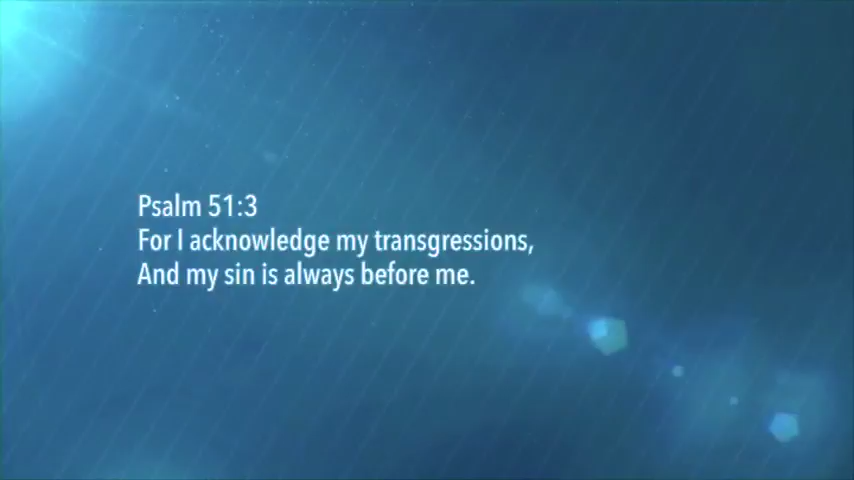 Psalm 51:3
For I acknowledge my transgressions,
And my sin is always before me.